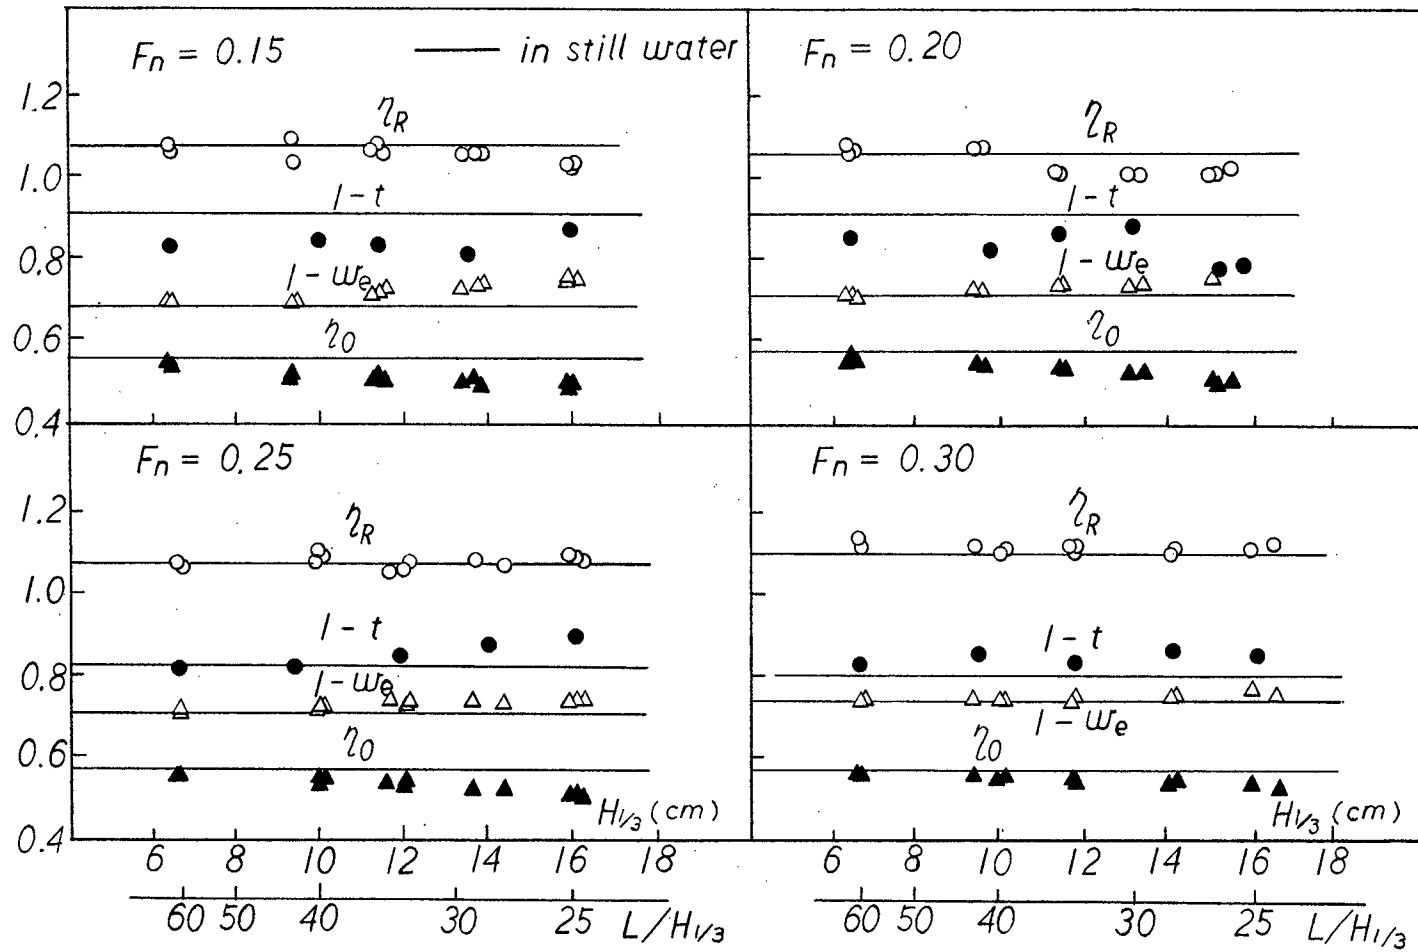 Fn = 0.15
in still water
Fn = 0.20
1.2
ηR
ηR
1.0
1-t
1-t
0.8
1-we
1-we
0.6
η0
η0
0.4
Fn = 0.25
Fn = 0.30
1.2
ηR
ηR
1.0
1-t
1-t
0.8
1-we
1-we
0.6
η0
η0
H1/3 (cm)
H1/3 (cm)
0.4
6 10 12 14 16 18
6 10 12 14 16 18
60 50 40 30 25 L/H1/3
60 50 40 30 25 L/H1/3